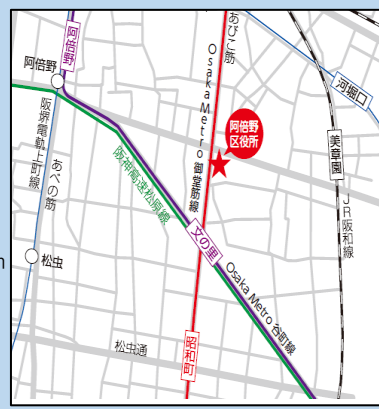 阿倍野
あびこ筋
Osaka Metro 御堂筋線
河堀口
阿倍野
阿倍野
区役所
美章園
阪堺電軌上町線
あべの筋
阪神高速松原線
JR阪和線
文の里
松虫
Osaka Metro 谷町線
昭和町
松虫通